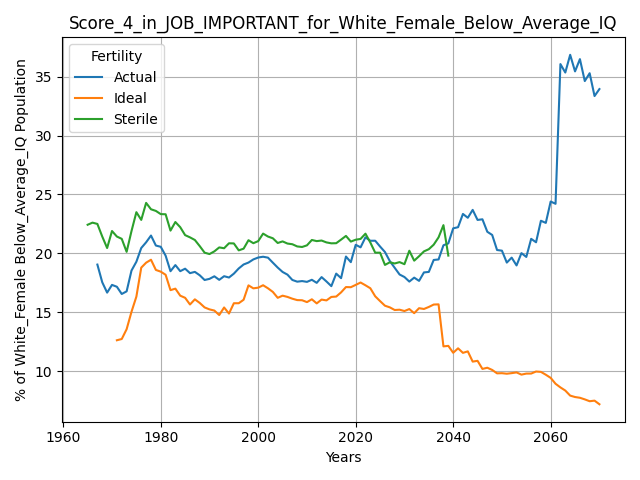 Score_4_in_JOB_IMPORTANT_for_White_Female_Below_Average_IQ
Fertility
Actual
Ideal
Sterile
% of White_Female Below_Average_IQ Population
35
30
25
20
15
10
1960
1980
2000
2020
2040
2060
Years